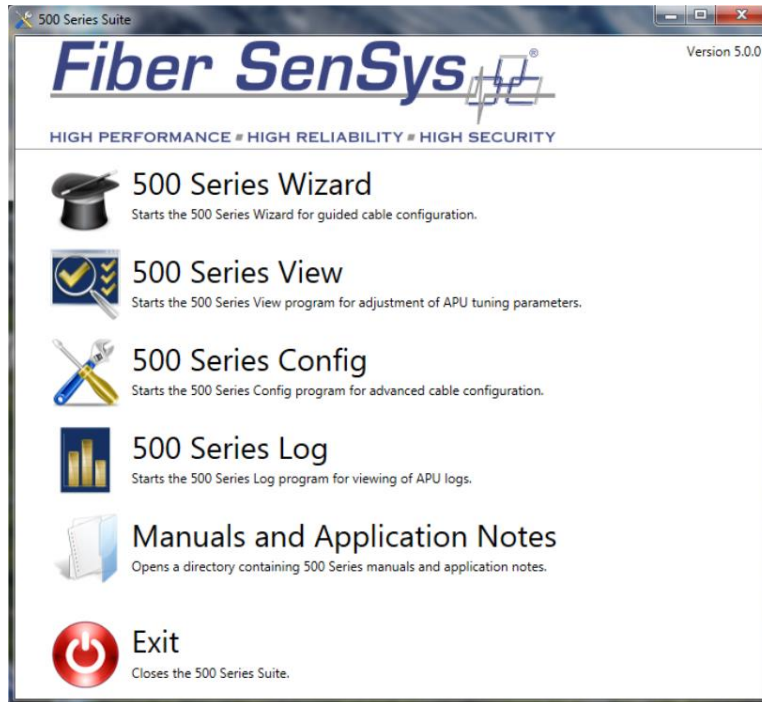 500 Series Suite
Version 5.0.0
Fiber SenSys®
HIGH PERFORMANCE ▪ HIGH RELIABILITY ▪ HIGH SECURITY
500 Series Wizard
Starts the 500 Series Wizard for guided cable configuration.
500 Series View
Starts the 500 Series View program for adjustment of APU tuning parameters.
500 Series Config
Starts the 500 Series Config program for advanced cable configuration.
500 Series Log
Starts the 500 Series Log program for viewing of APU logs.
Manuals and Application Notes
Opens a directory containing 500 Series manuals and application notes.
Exit
Closes the 500 Series Suite.